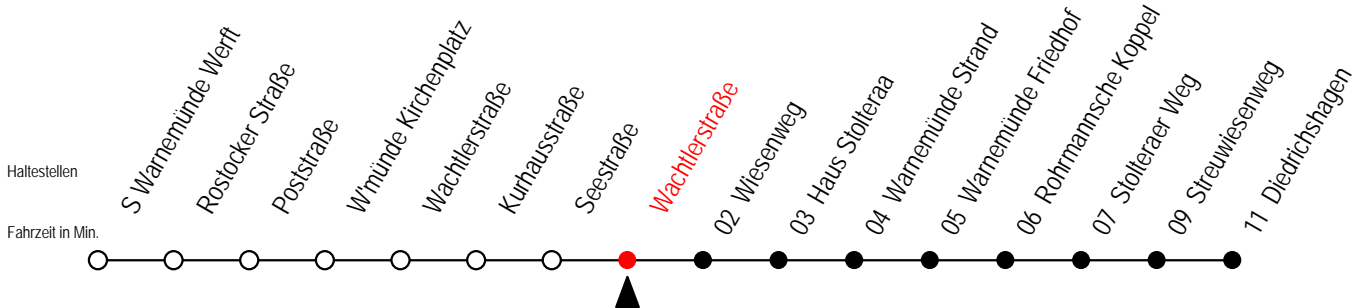 S Warnemünde Werft
Rostocker Straße
Poststraße
W'münde Kirchenplatz
Wachtlerstraße
Kurhausstraße
Seestraße
Wachtlerstraße
02 Wiesenweg
03 Haus Stolteraa
04 Warnemünde Strand
05 Warnemünde Friedhof
06 Rohrmannsche Koppel
07 Stolteraer Weg
09 Streuwiesenweg
11 Diedrichshagen
Haltestellen
Fahrzeit in Min.